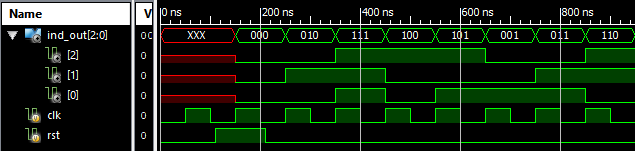 Name V 0 ns 200 ns 400 ns 600 ns 800 ns
ind_out[2:0] 00 XXX 000 010 111 100 101 001 011 110
[2] 0
[1] 0
[0] 0
clk 0
rst 0